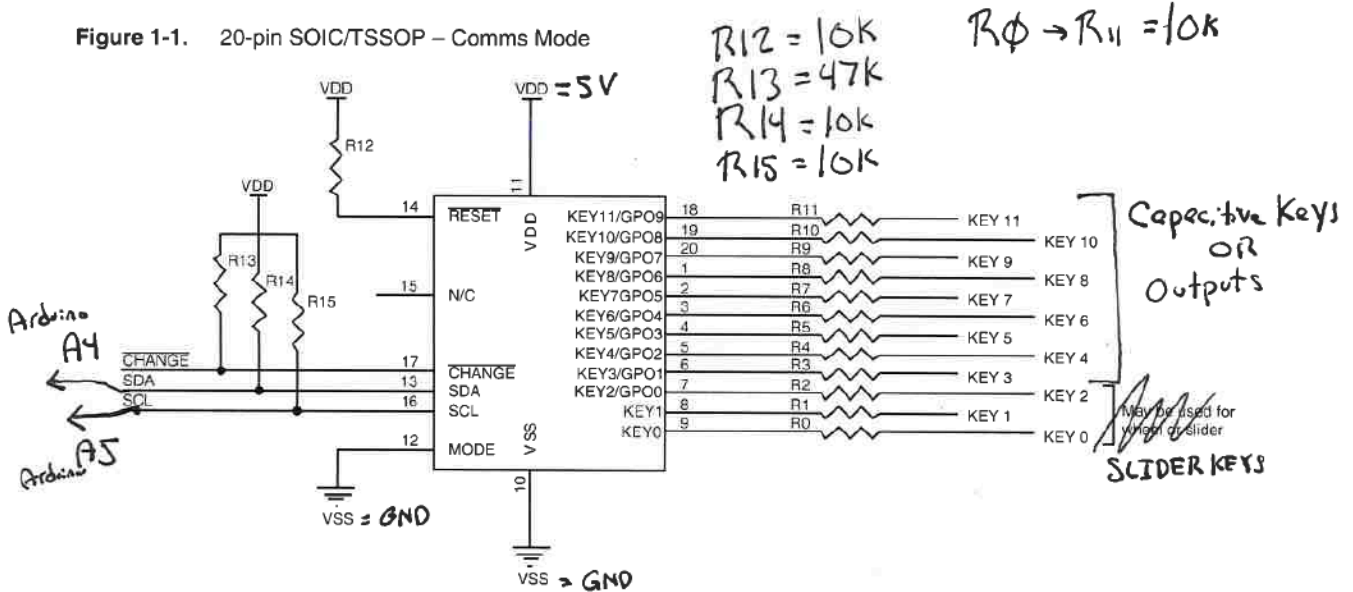 Figure 1-1. 20-pin SOIC/TSSOP – Comms Mode
R12 = 10K
R13 = 47K
R14 = 10K
R15 = 10K
RØ → R11 = 10K
VDD
VDD = 5V
R12
VDD
R13
R14
R15
11
14
RESET
VDD
15
N/C
Arduino
A4
CHANGE
17
CHANGE
SDA
13
SDA
SCL
16
SCL
Arduino A5
12
MODE
VSS
10
VSS = GND
VSS = GND
KEY11/GPO9 18 R11 KEY 11
KEY10/GPO8 19 R10 KEY 10
KEY9/GPO7 20 R9 KEY 9
KEY8/GPO6 1 R8 KEY 8
KEY7GPO5 2 R7 KEY 7
KEY6/GPO4 3 R6 KEY 6
KEY5/GPO3 4 R5 KEY 5
KEY4/GPO2 5 R4 KEY 4
KEY3/GPO1 6 R3 KEY 3
KEY2/GPO0 7 R2 KEY 2
KEY1 8 R1 KEY 1
KEY0 9 R0 KEY 0
Capacitive Keys
OR
Outputs
May be used for
wheel or slider
SLIDER KEYS